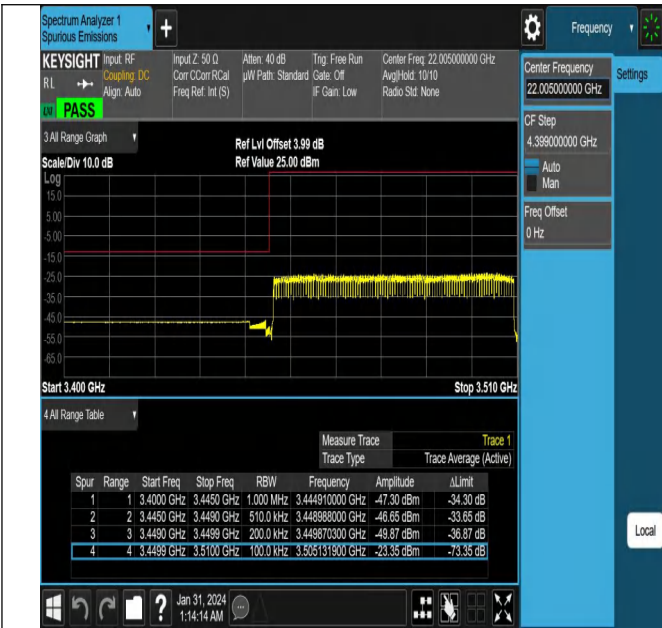 Spectrum Analyzer 1
Spurious Emissions
Frequency
KEYSIGHT Input: RF Input Z: 50 Ω Atten: 40 dB Trig: Free Run Center Freq: 22.005000000 GHz
RL Coupling: DC Corr CCorr RCal µW Path: Standard Gate: Off Avg|Hold: 10/10
Align: Auto Freq Ref: Int (S) IF Gain: Low Radio Std: None
PASS
Center Frequency
22.005000000 GHz
Settings
CF Step
4.399000000 GHz
Auto
Man
Freq Offset
0 Hz
3 All Range Graph
Ref Lvl Offset 3.99 dB
Scale/Div 10.0 dB Ref Value 25.00 dBm
Log
15.0
5.00
-5.00
-15.0
-25.0
-35.0
-45.0
-55.0
-65.0
Start 3.400 GHz Stop 3.510 GHz
4 All Range Table
Measure Trace Trace 1
Trace Type Trace Average (Active)
Spur Range Start Freq Stop Freq RBW Frequency Amplitude ΔLimit
1 1 3.4000 GHz 3.4450 GHz 1.000 MHz 3.444910000 GHz -47.30 dBm -34.30 dB
2 2 3.4450 GHz 3.4490 GHz 510.0 kHz 3.448988000 GHz -46.65 dBm -33.65 dB
3 3 3.4490 GHz 3.4499 GHz 200.0 kHz 3.449870300 GHz -49.87 dBm -36.87 dB
4 4 3.4499 GHz 3.5100 GHz 100.0 kHz 3.505131900 GHz -23.35 dBm -73.35 dB
Local
Jan 31, 2024
1:14:14 AM